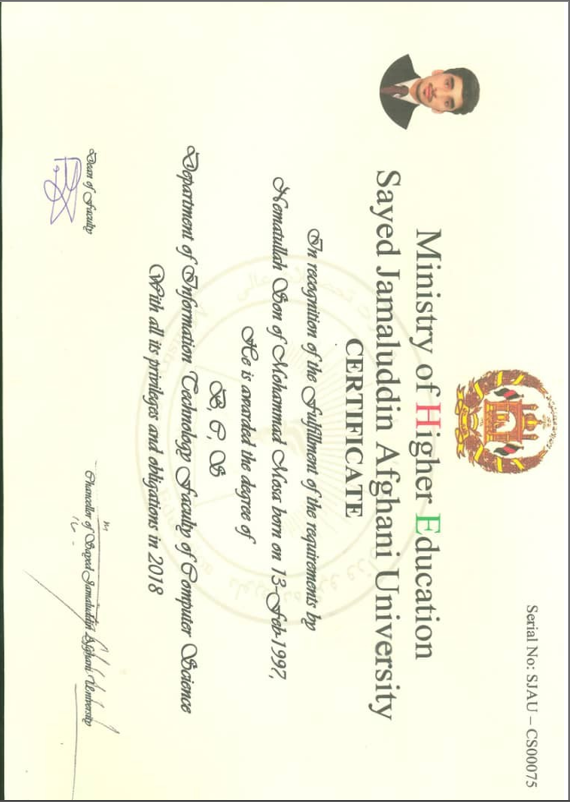 Serial No: SJAU – CS00075
Ministry of Higher Education
Sayed Jamaluddin Afghani University
CERTIFICATE
In recognition of the fulfillment of the requirements by
Nematullah Son of Mohammad Mosa born on 13-Feb-1997,
He is awarded the degree of
B, C, S
Department of Information Technology Faculty of Computer Science
With all its privileges and obligations in 2018
Dean of Faculty
Chancellor of Sayed Jamaluddin Afghani University